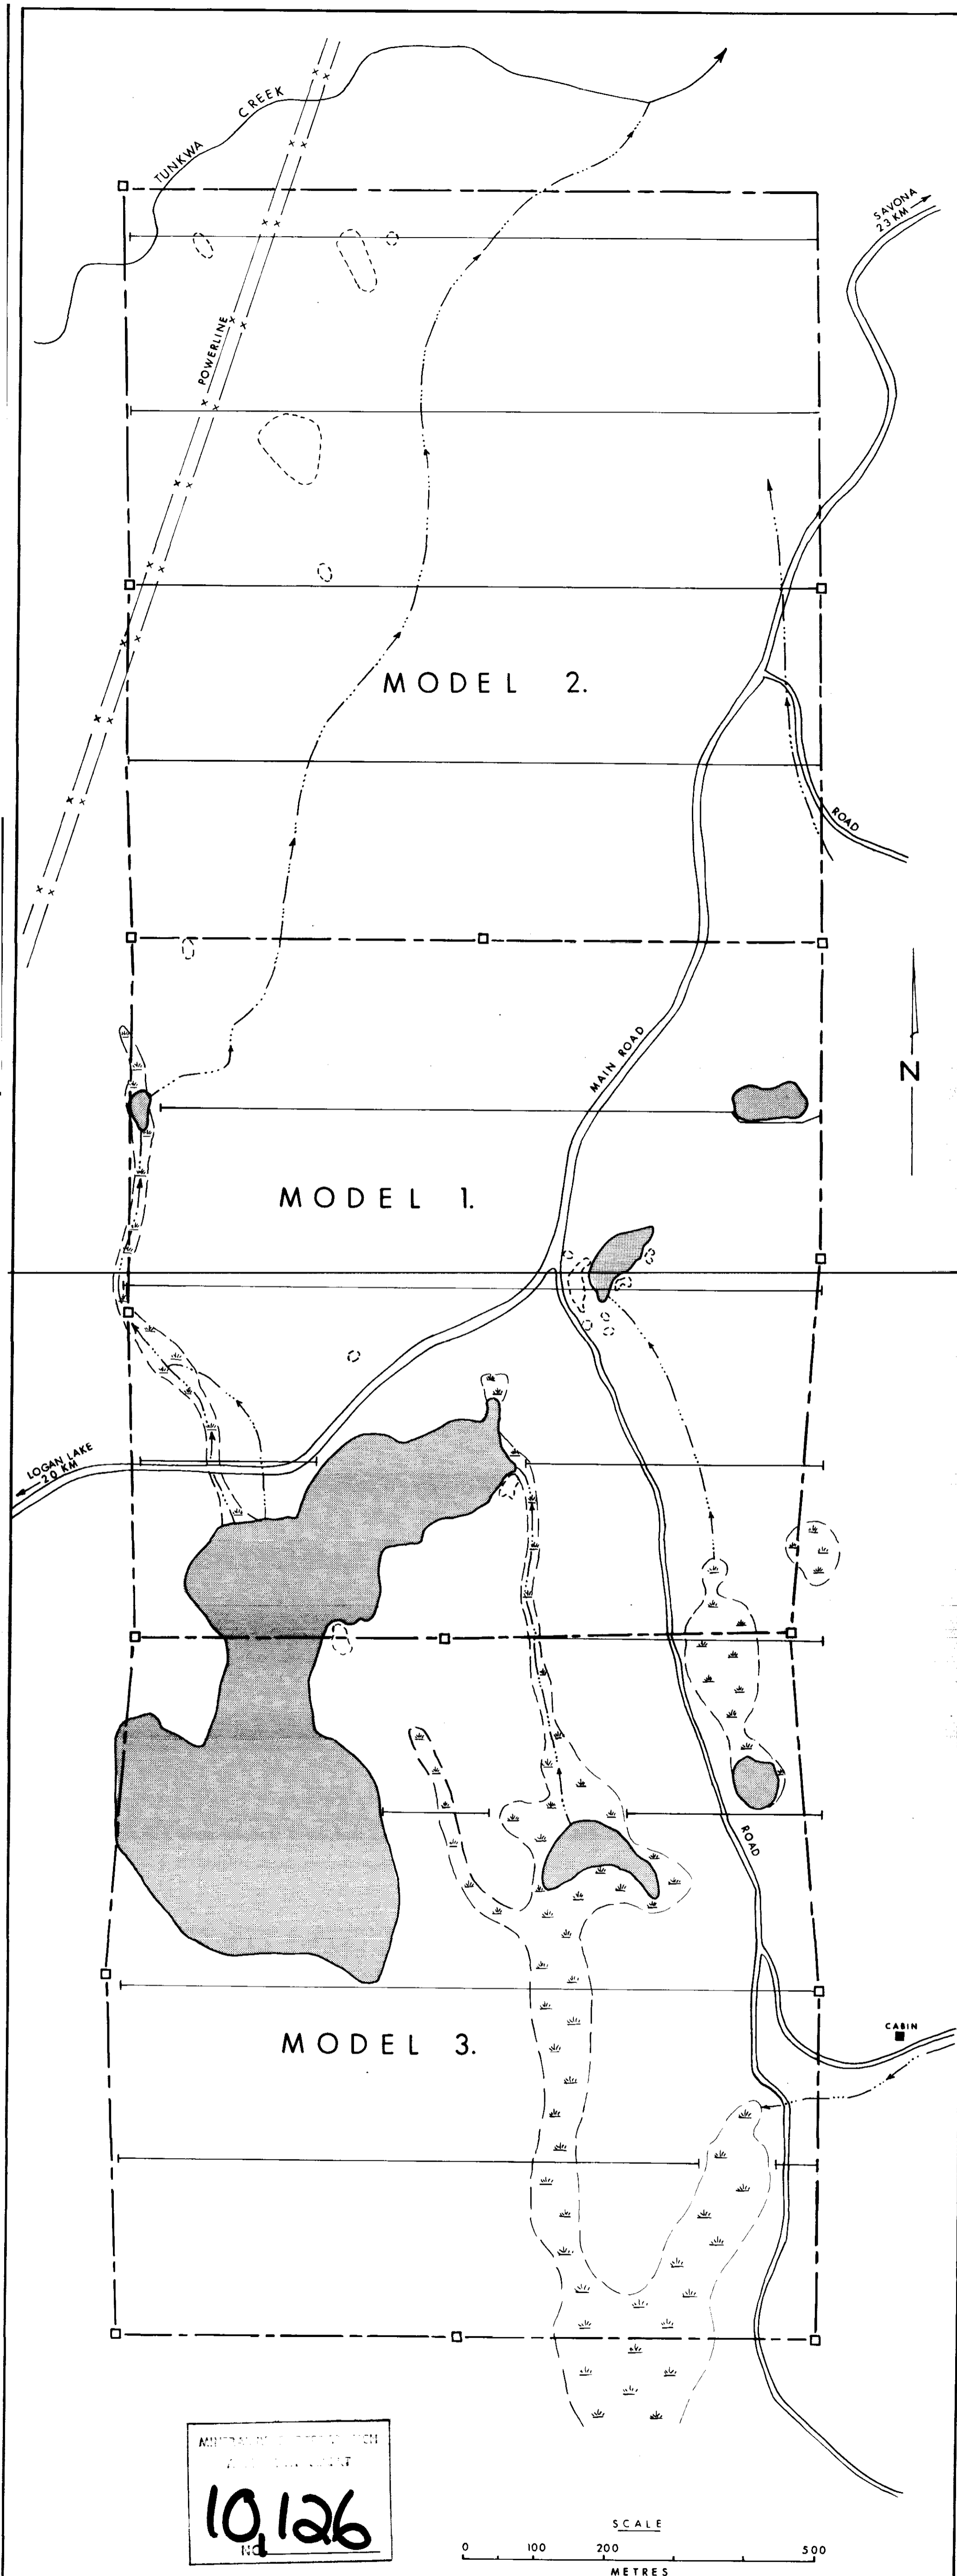 TUNKWA CREEK
SAVONA
23 KM
POWERLINE
MODEL 2.
ROAD
MAIN ROAD
N
MODEL 1.
LOGAN LAKE
20 KM
ROAD
CABIN
MODEL 3.
10,126
NO
SCALE
0 100 200 500
METRES